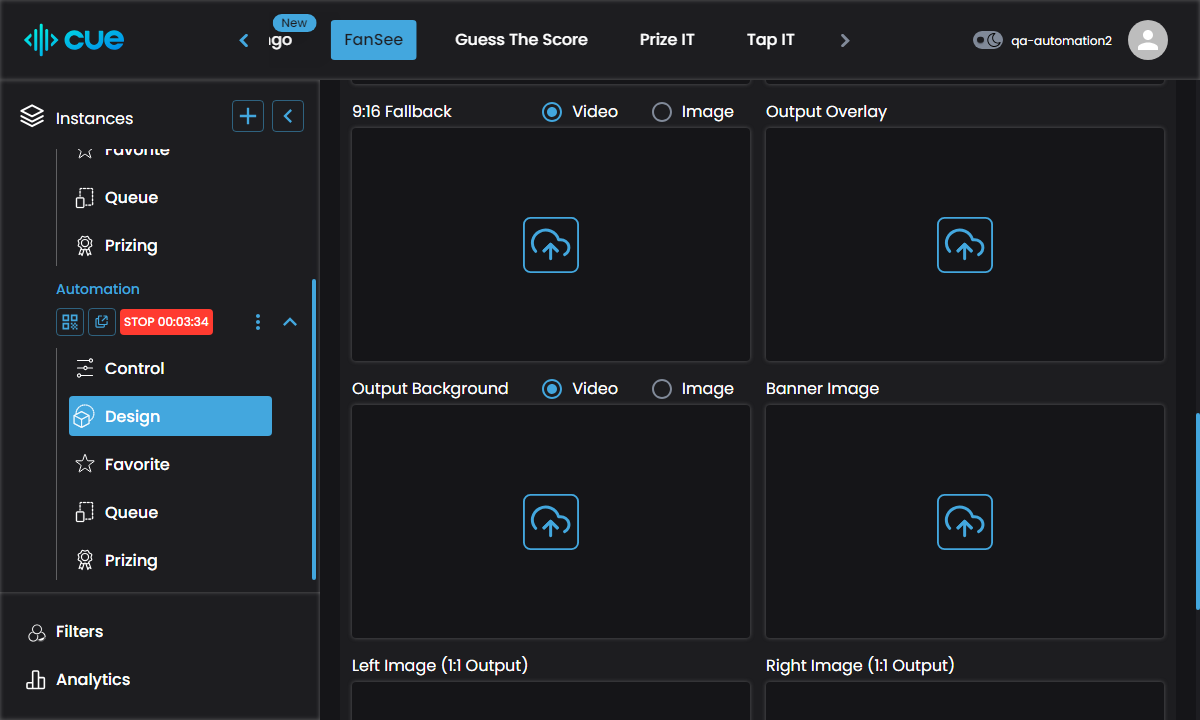 cue
New
FanSee
Guess The Score
Prize IT
Tap IT
qa-automation2
Instances
Favorite
Queue
Prizing
Automation
STOP 00:03:34
Control
Design
Favorite
Queue
Prizing
Filters
Analytics
9:16 Fallback
Video
Image
Output Overlay
Output Background
Video
Image
Banner Image
Left Image (1:1 Output)
Right Image (1:1 Output)